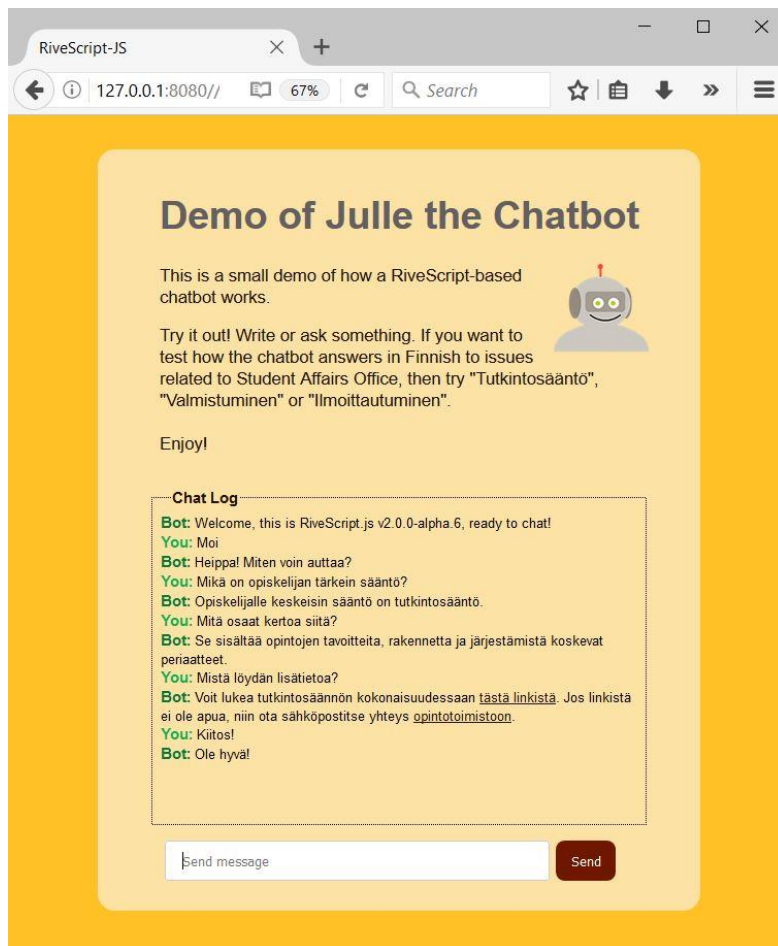 RiveScript-JS
127.0.0.1:8080//
67%
Search
Demo of Julle the Chatbot
This is a small demo of how a RiveScript-based
chatbot works.
Try it out! Write or ask something. If you want to
test how the chatbot answers in Finnish to issues
related to Student Affairs Office, then try "Tutkintosääntö",
"Valmistuminen" or "Ilmoittautuminen".
Enjoy!
Chat Log
Bot: Welcome, this is RiveScript.js v2.0.0-alpha.6, ready to chat!
You: Moi
Bot: Heippa! Miten voin auttaa?
You: Mikä on opiskelijan tärkein sääntö?
Bot: Opiskelijalle keskeisin sääntö on tutkintosääntö.
You: Mitä osaat kertoa siitä?
Bot: Se sisältää opintojen tavoitteita, rakennetta ja järjestämistä koskevat
periaatteet.
You: Mistä löydän lisätietoa?
Bot: Voit lukea tutkintosäännön kokonaisuudessaan tästä linkistä. Jos linkistä
ei ole apua, niin ota sähköpostitse yhteys opintotoimistoon.
You: Kiitos!
Bot: Ole hyvä!
Send message
Send